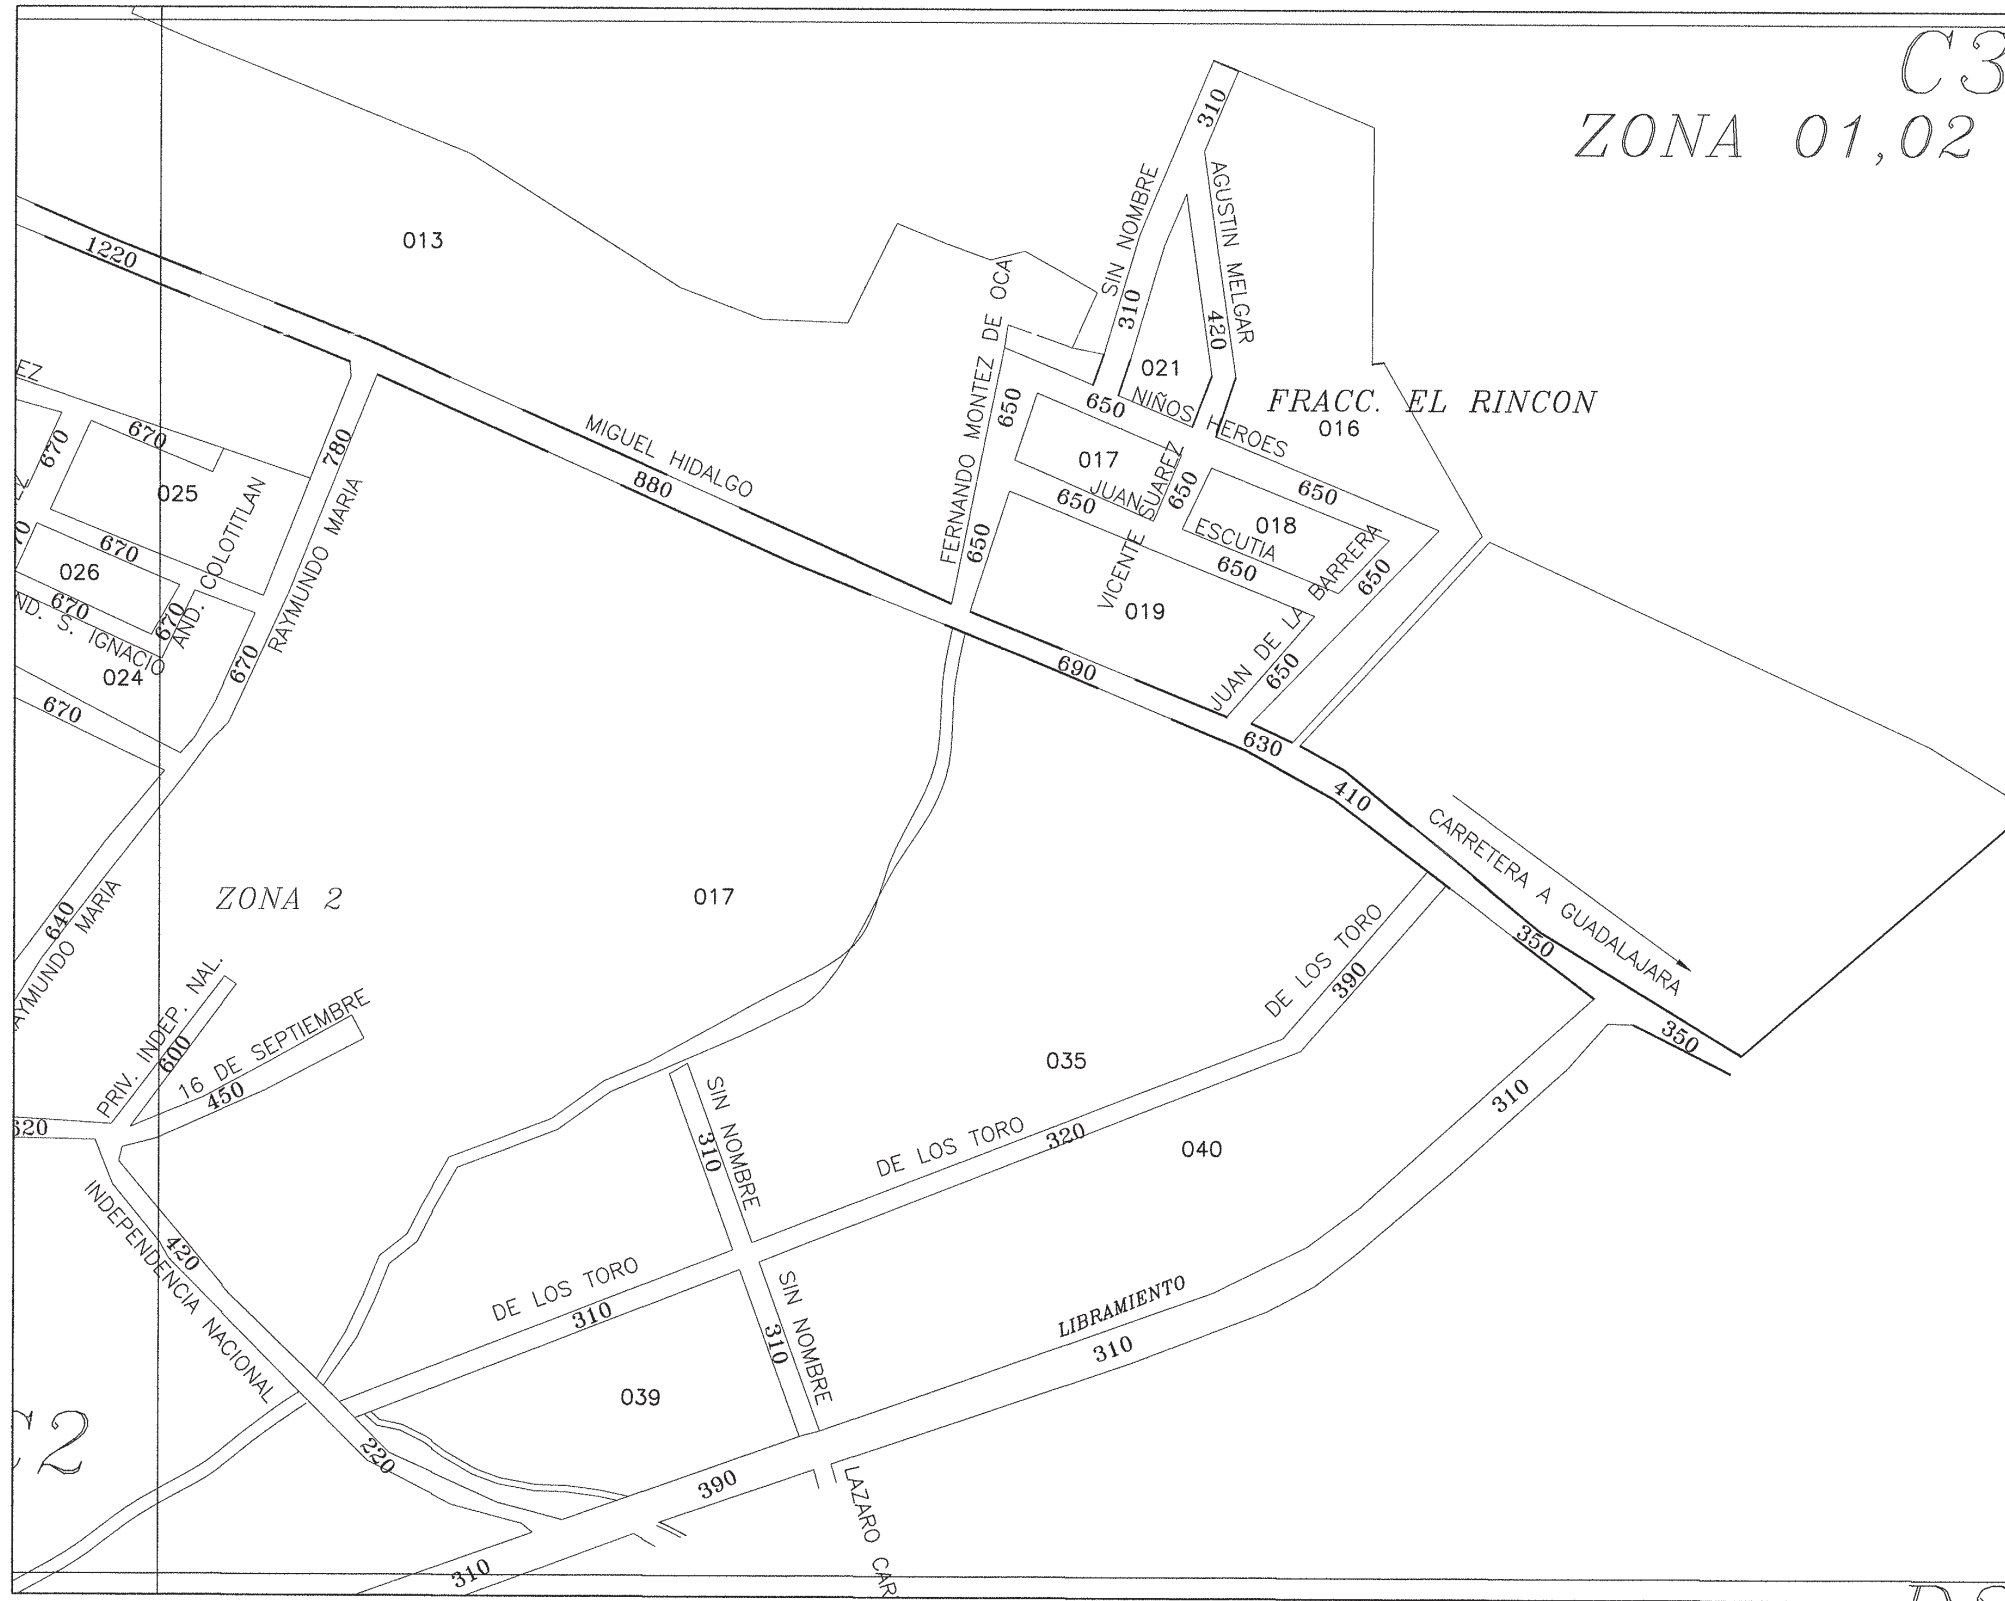 C3
ZONA 01,02
310
SIN NOMBRE
AGUSTIN MELGAR
013
1220
310
420
FERNANDO MONTEZ DE OCA
021
FRACC. EL RINCON
016
650
650
NIÑOS HEROES
EZ
670
670
780
MIGUEL HIDALGO
880
017
JUAN
ESCUTIA
VICENTE SUAREZ
650
650
650
018
025
AND. COLOTITLAN
RAYMUNDO MARIA
650
650
JUAN DE LA BARRERA
650
670
026
670
670
ND. S. IGNACIO
024
670
670
019
690
650
630
410
CARRETERA A GUADALAJARA
350
350
640
AYMUNDO MARIA
ZONA 2
017
DE LOS TORO
390
PRIV. INDEP. NAL.
600
16 DE SEPTIEMBRE
450
620
035
SIN NOMBRE
310
DE LOS TORO
320
040
310
INDEPENDENCIA NACIONAL
420
DE LOS TORO
310
SIN NOMBRE
310
LIBRAMIENTO
310
039
C2
220
390
LAZARO CAR
310